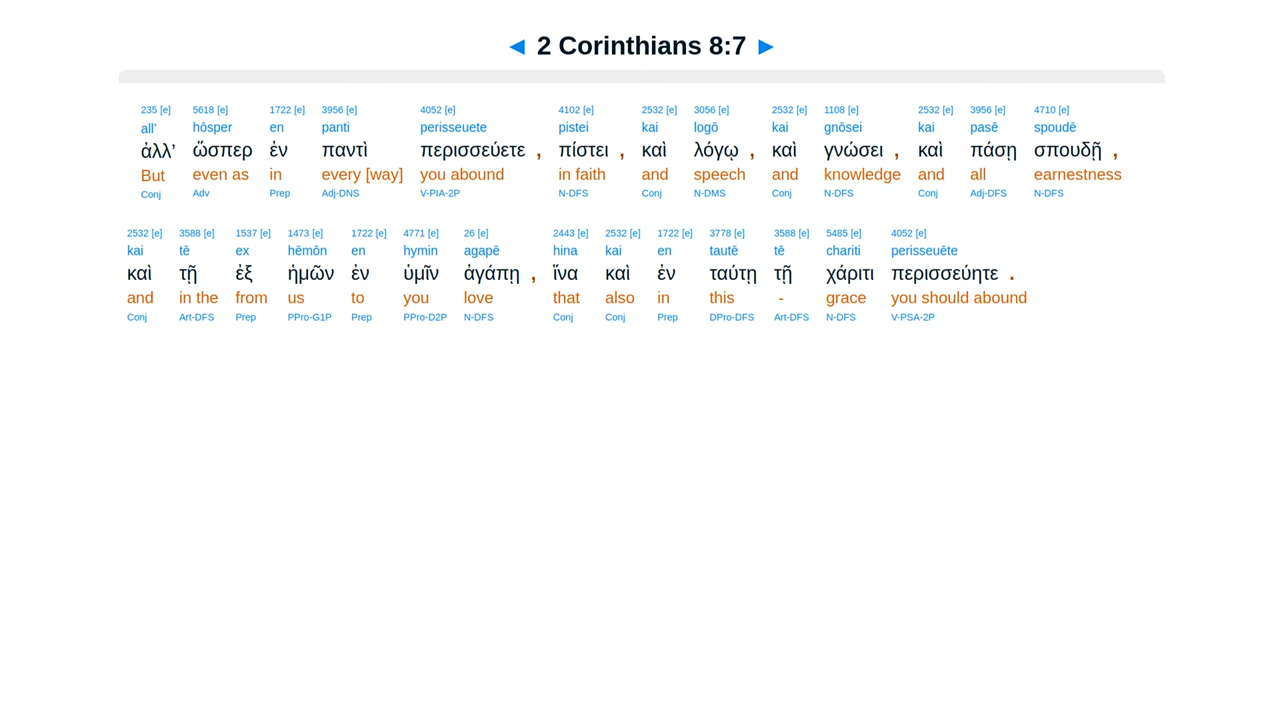 ◄ 2 Corinthians 8:7 ►
235 [e] 5618 [e] 1722 [e] 3956 [e] 4052 [e] 4102 [e] 2532 [e] 3056 [e] 2532 [e] 1108 [e] 2532 [e] 3956 [e] 4710 [e]
all' hōsper en panti perisseuete pistei kai logō kai gnōsei kai pasē spoudē
ἀλλ’ ὥσπερ ἐν παντὶ περισσεύετε , πίστει , καὶ λόγῳ , καὶ γνώσει , καὶ πάσῃ σπουδῇ ,
But even as in every [way] you abound in faith and speech and knowledge and all earnestness
Conj Adv Prep Adj-DNS V-PIA-2P N-DFS Conj N-DMS Conj N-DFS Conj Adj-DFS N-DFS
2532 [e] 3588 [e] 1537 [e] 1473 [e] 1722 [e] 4771 [e] 26 [e] 2443 [e] 2532 [e] 1722 [e] 3778 [e] 3588 [e] 5485 [e] 4052 [e]
kai tē ex hēmōn en hymin agapē hina kai en tautē tē chariti perisseuēte
καὶ τῇ ἐξ ἡμῶν ἐν ὑμῖν ἀγάπῃ , ἵνα καὶ ἐν ταύτῃ τῇ χάριτι περισσεύητε .
and in the from us to you love that also in this - grace you should abound
Conj Art-DFS Prep PPro-G1P Prep PPro-D2P N-DFS Conj Conj Prep DPro-DFS Art-DFS N-DFS V-PSA-2P